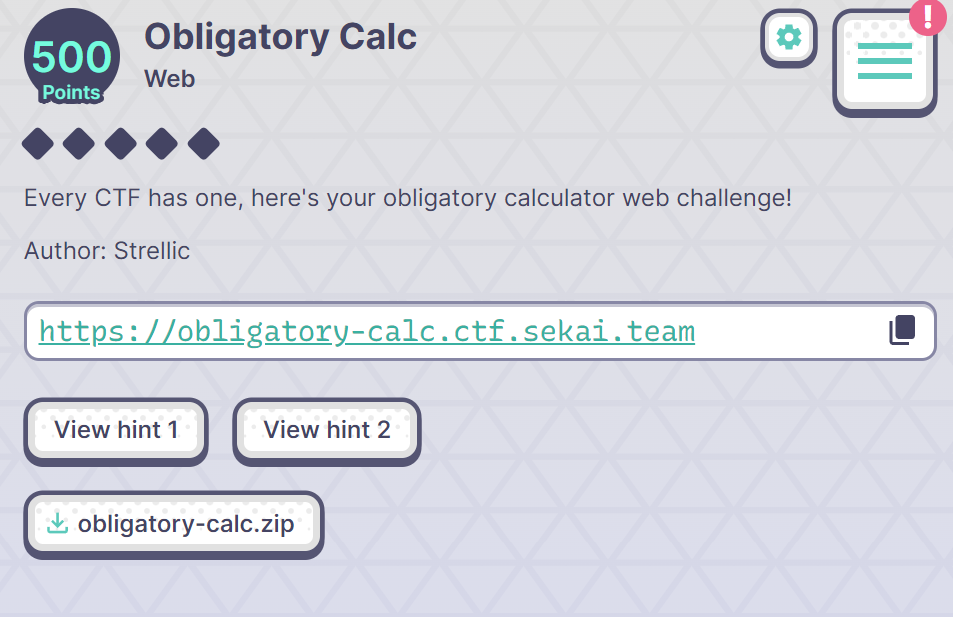 500
Points
Obligatory Calc
Web
!
Every CTF has one, here's your obligatory calculator web challenge!
Author: Strellic
https://obligatory-calc.ctf.sekai.team
View hint 1
View hint 2
obligatory-calc.zip